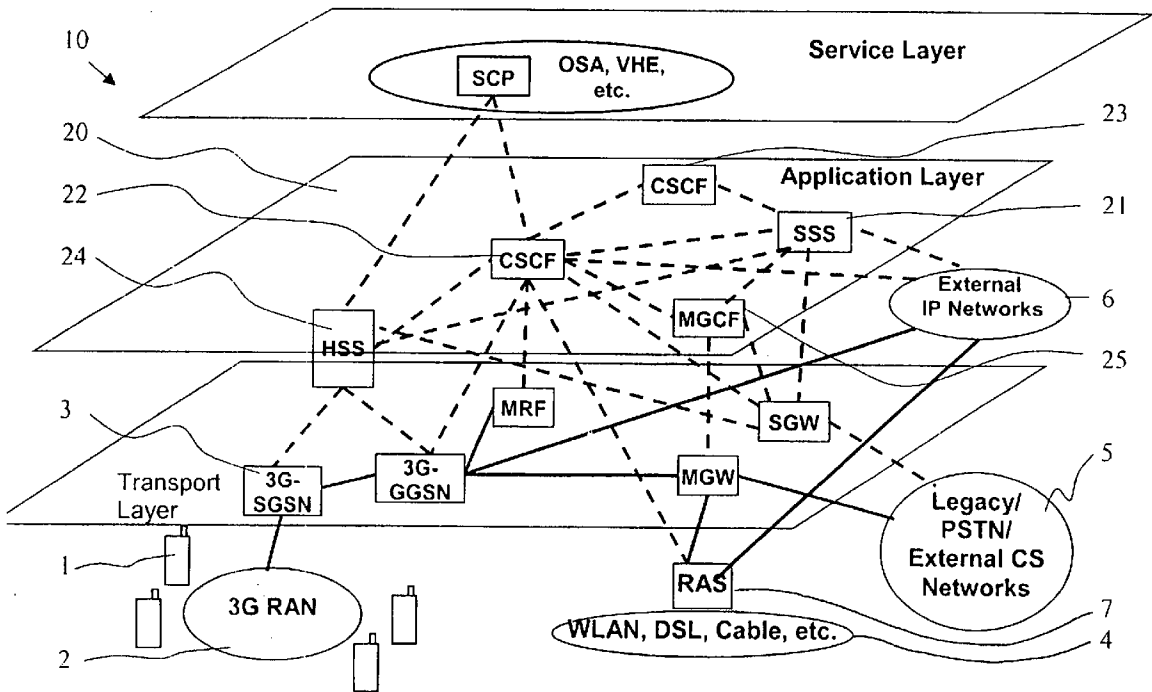 10
Service Layer
SCP
OSA, VHE,
etc.
23
20
CSCF
Application Layer
22
21
SSS
24
CSCF
External
IP Networks
6
MGCF
HSS
25
3
MRF
SGW
3G-
SGSN
3G-
GGSN
MGW
5
Transport
Layer
Legacy/
PSTN/
External CS
Networks
1
RAS
3G RAN
7
WLAN, DSL, Cable, etc.
2
4